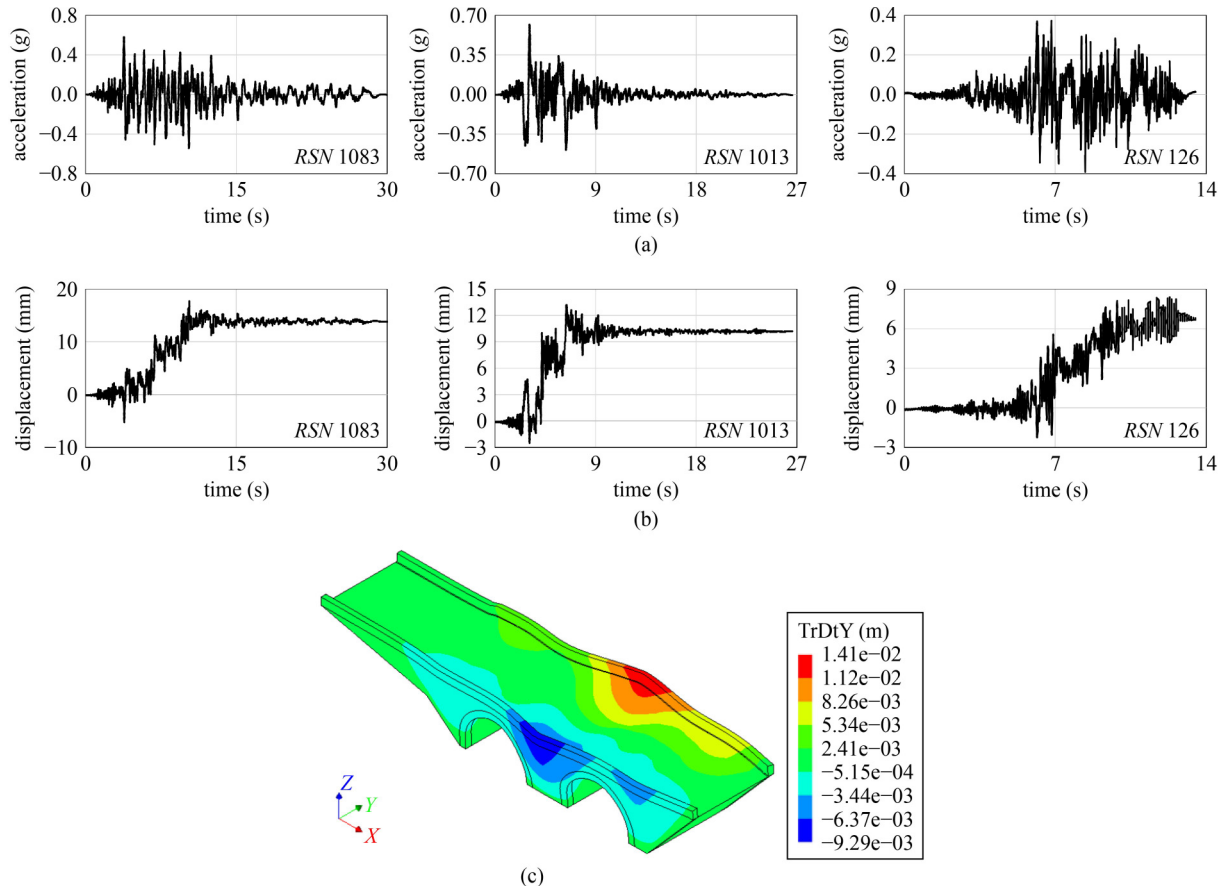 acceleration (g)
0.8
0.4
0.0
−0.4
−0.8
RSN 1083
0
15
30
time (s)
acceleration (g)
0.70
0.35
0.00
−0.35
−0.70
RSN 1013
0
9
18
27
time (s)
acceleration (g)
0.4
0.2
0.0
−0.2
−0.4
RSN 126
0
7
14
time (s)
(a)
displacement (mm)
20
10
0
−10
RSN 1083
0
15
30
time (s)
displacement (mm)
15
12
9
6
3
0
−3
RSN 1013
0
9
18
27
time (s)
displacement (mm)
9
6
3
0
−3
RSN 126
0
7
14
time (s)
(b)
TrDtY (m)
1.41e−02
1.12e−02
8.26e−03
5.34e−03
2.41e−03
−5.15e−04
−3.44e−03
−6.37e−03
−9.29e−03
Z
Y
X
(c)